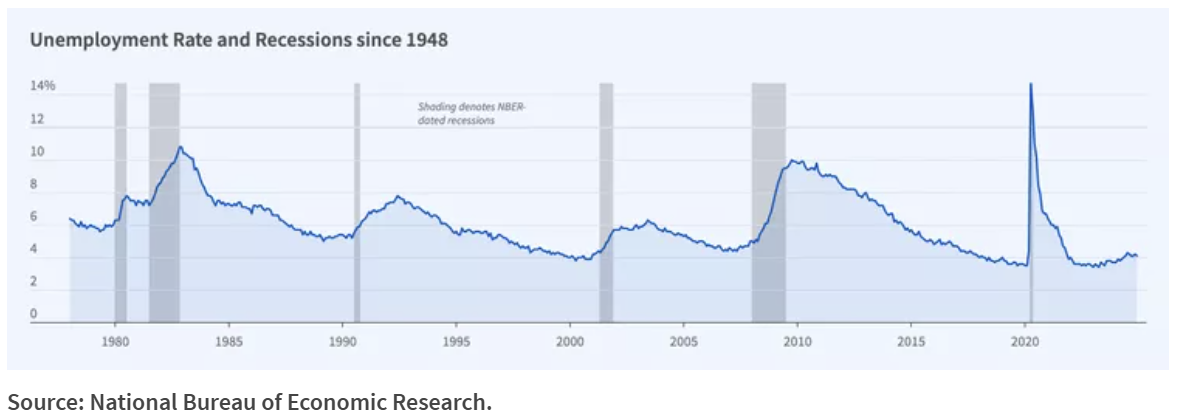 Unemployment Rate and Recessions since 1948
14%
Shading denotes NBER-
dated recessions
12
10
8
6
4
2
0
1980 1985 1990 1995 2000 2005 2010 2015 2020
Source: National Bureau of Economic Research.